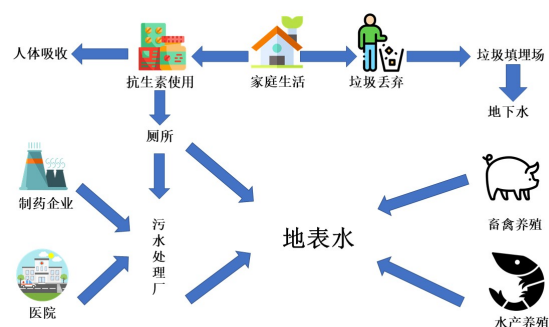 人体吸收
抗生素使用
家庭生活
垃圾丢弃
垃圾填埋场
地下水
厕所
制药企业
污水处理厂
地表水
畜禽养殖
医院
水产养殖